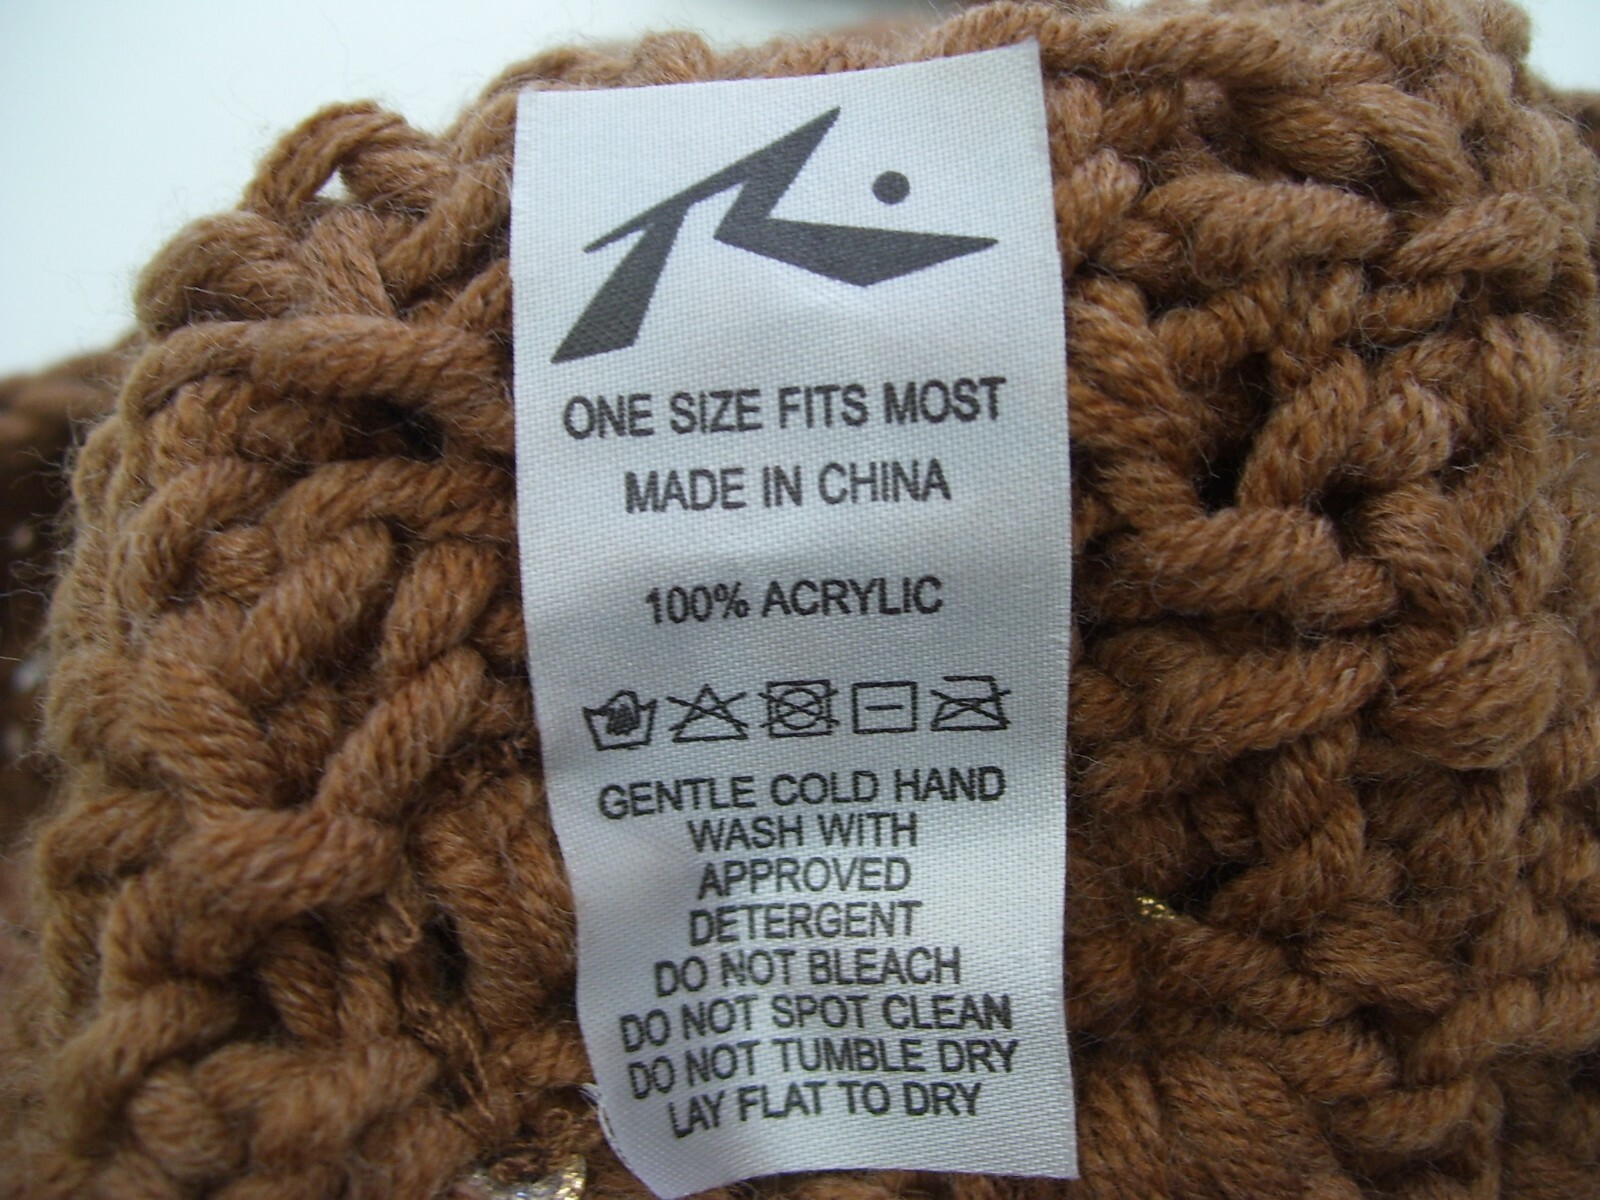 ONE SIZE FITS MOST
MADE IN CHINA
100% ACRYLIC
GENTLE COLD HAND
WASH WITH
APPROVED
DETERGENT
DO NOT BLEACH
DO NOT SPOT CLEAN
DO NOT TUMBLE DRY
LAY FLAT TO DRY